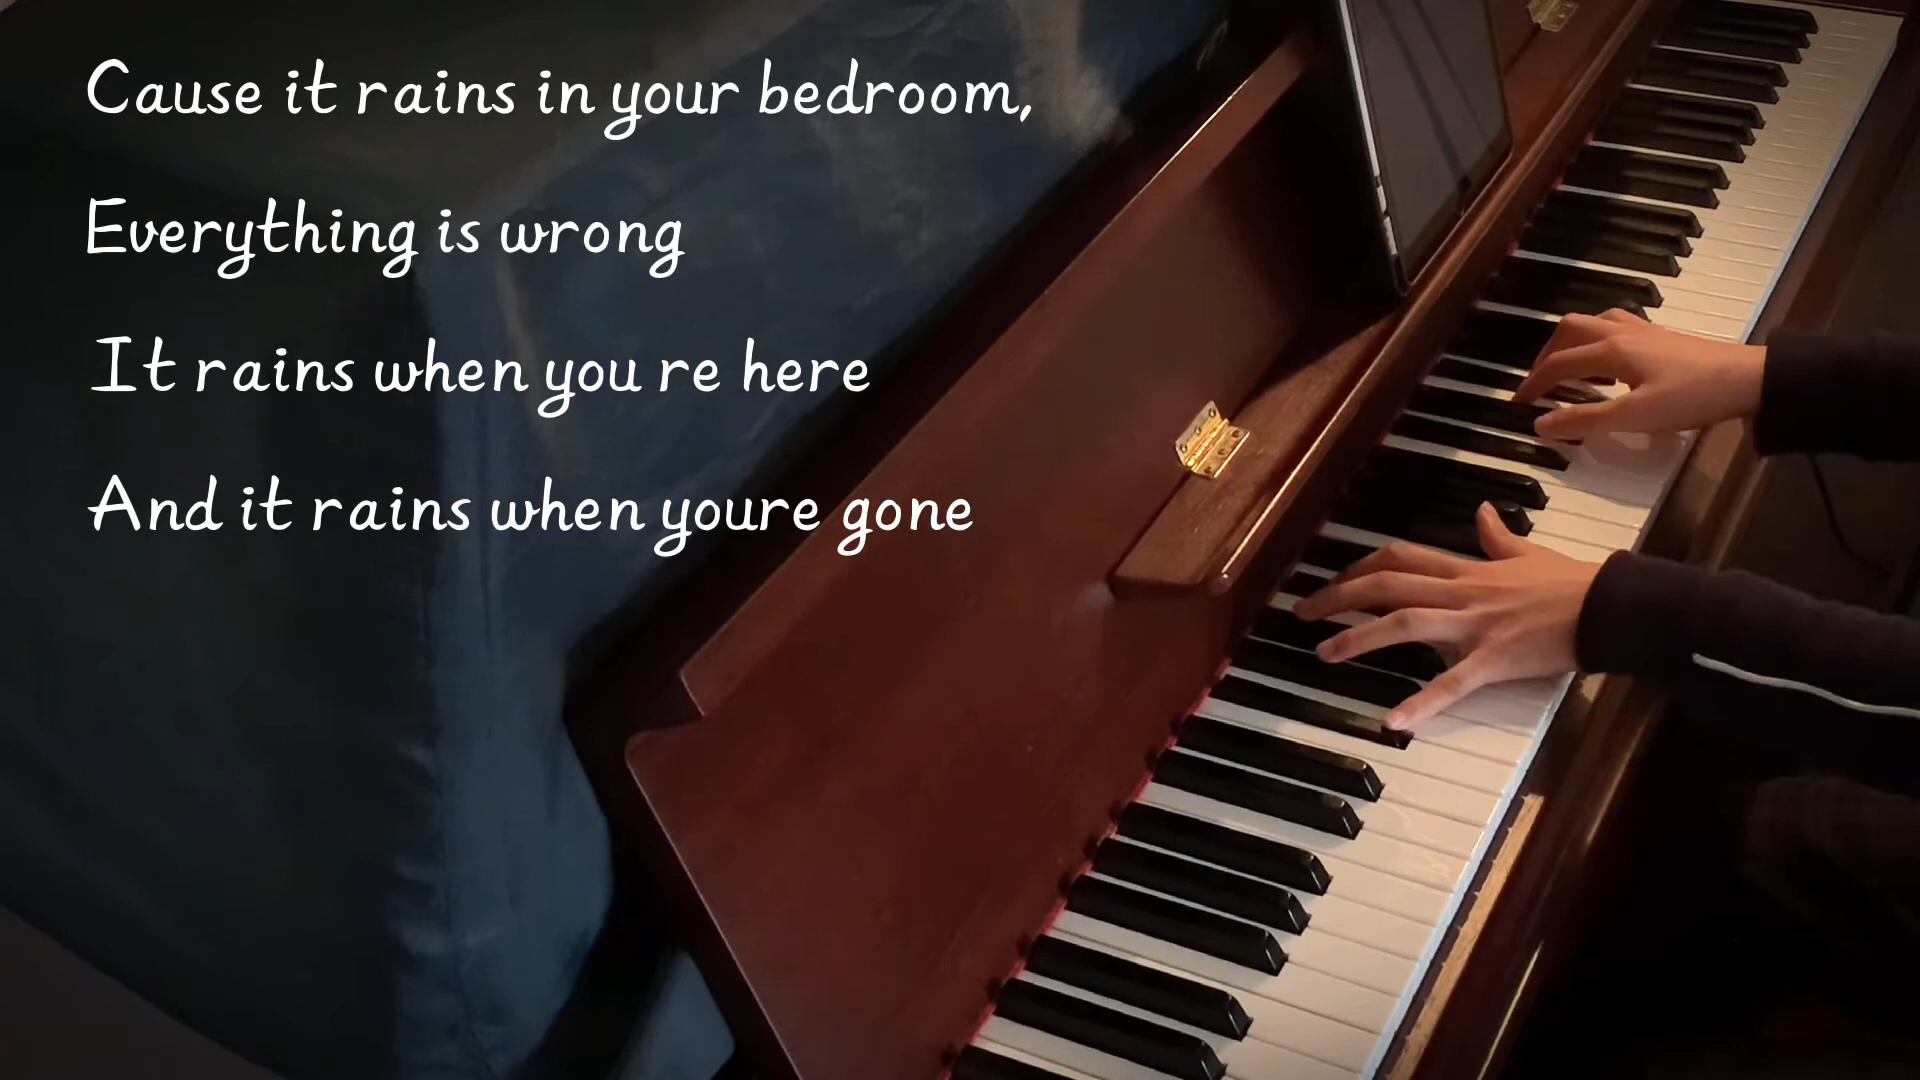 Cause it rains in your bedroom,
Everything is wrong
It rains when you re here
And it rains when youre gone